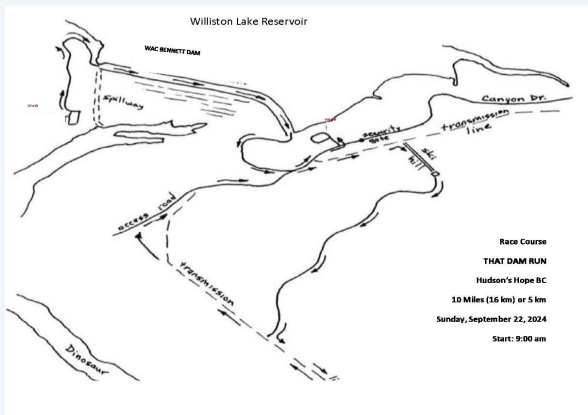 Williston Lake Reservoir
WAC BENNETT DAM
Spillway
Canyon Dr.
transmission
line
security
gate
ski
hill
access road
transmission
Dinosaur
Race Course
THAT DAM RUN
Hudson's Hope BC
10 Miles (16 km) or 5 km
Sunday, September 22, 2024
Start: 9:00 am